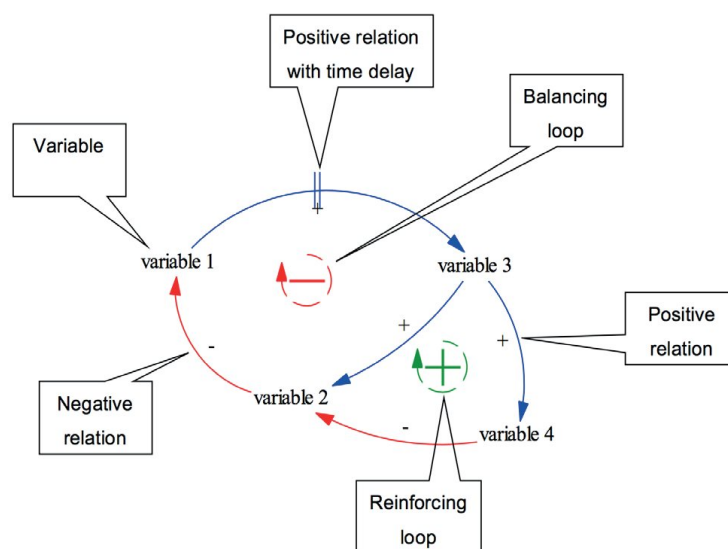 Positive relation
with time delay
Balancing
loop
Variable
+
variable 1
variable 3
Positive
relation
+
+
-
Negative
relation
variable 2
variable 4
-
Reinforcing
loop